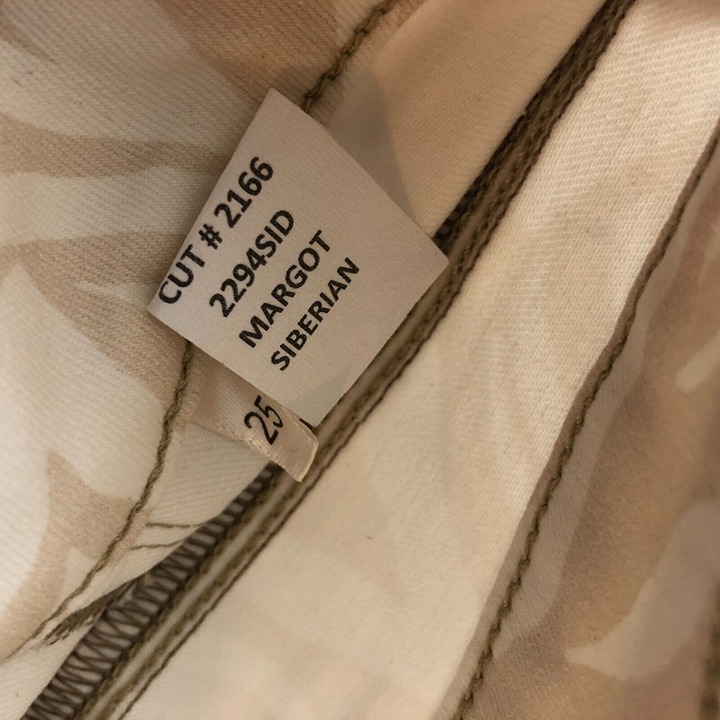 CUT # 2166
2294SID
MARGOT
SIBERIAN
25